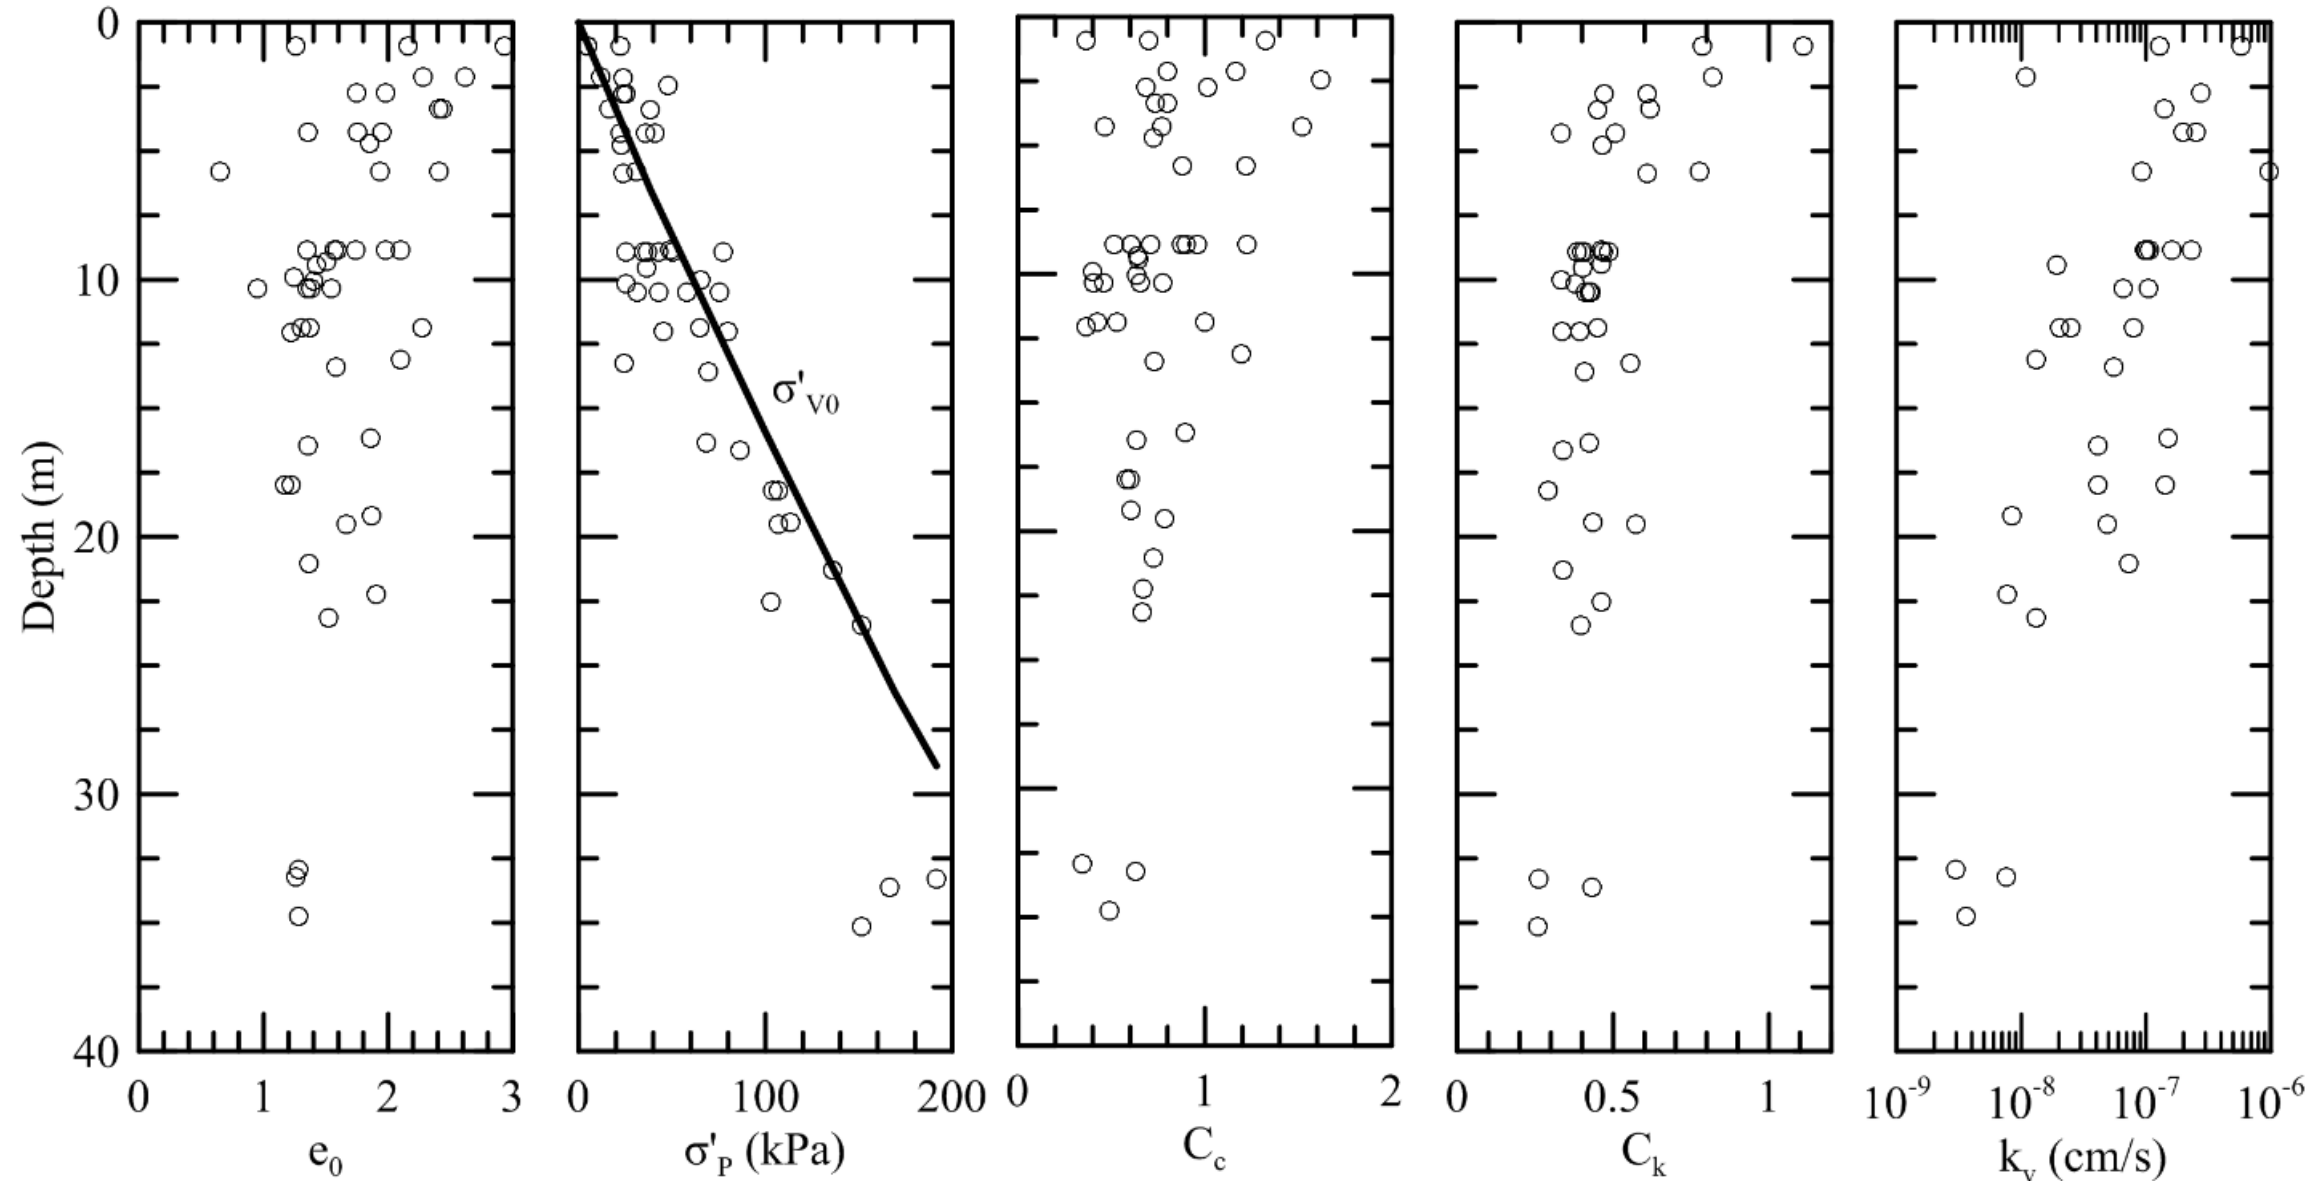 0
10
20
30
40
Depth (m)
σ'V0
0 1 2 3
0 100 200
0 1 2
0 0.5 1
10-9 10-8 10-7 10-6
e0
σ'P (kPa)
Cc
Ck
kv (cm/s)